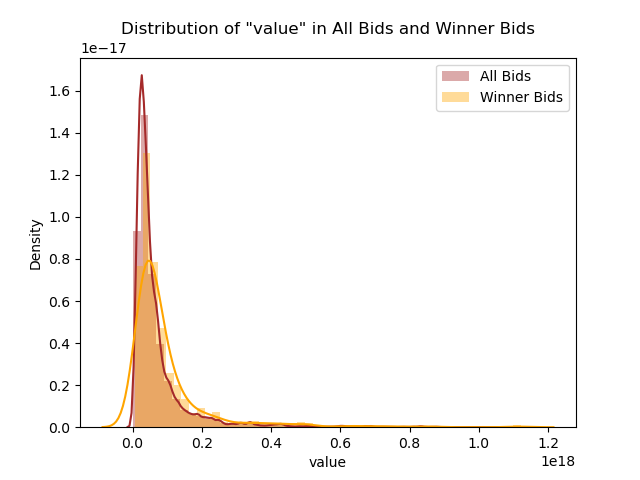 Distribution of "value" in All Bids and Winner Bids
1e−17
All Bids
Winner Bids
1.6
1.4
1.2
1.0
0.8
0.6
0.4
0.2
0.0
Density
0.0 0.2 0.4 0.6 0.8 1.0 1.2
value
1e18